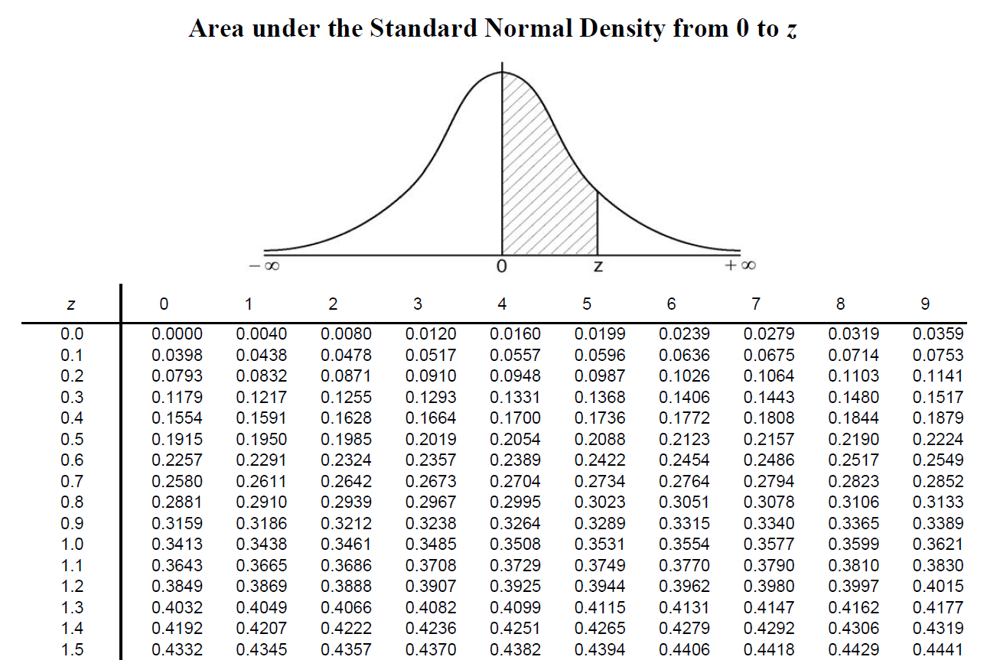 Area under the Standard Normal Density from 0 to z
− ∞ 0 z + ∞
z 0 1 2 3 4 5 6 7 8 9
0.0 0.0000 0.0040 0.0080 0.0120 0.0160 0.0199 0.0239 0.0279 0.0319 0.0359
0.1 0.0398 0.0438 0.0478 0.0517 0.0557 0.0596 0.0636 0.0675 0.0714 0.0753
0.2 0.0793 0.0832 0.0871 0.0910 0.0948 0.0987 0.1026 0.1064 0.1103 0.1141
0.3 0.1179 0.1217 0.1255 0.1293 0.1331 0.1368 0.1406 0.1443 0.1480 0.1517
0.4 0.1554 0.1591 0.1628 0.1664 0.1700 0.1736 0.1772 0.1808 0.1844 0.1879
0.5 0.1915 0.1950 0.1985 0.2019 0.2054 0.2088 0.2123 0.2157 0.2190 0.2224
0.6 0.2257 0.2291 0.2324 0.2357 0.2389 0.2422 0.2454 0.2486 0.2517 0.2549
0.7 0.2580 0.2611 0.2642 0.2673 0.2704 0.2734 0.2764 0.2794 0.2823 0.2852
0.8 0.2881 0.2910 0.2939 0.2967 0.2995 0.3023 0.3051 0.3078 0.3106 0.3133
0.9 0.3159 0.3186 0.3212 0.3238 0.3264 0.3289 0.3315 0.3340 0.3365 0.3389
1.0 0.3413 0.3438 0.3461 0.3485 0.3508 0.3531 0.3554 0.3577 0.3599 0.3621
1.1 0.3643 0.3665 0.3686 0.3708 0.3729 0.3749 0.3770 0.3790 0.3810 0.3830
1.2 0.3849 0.3869 0.3888 0.3907 0.3925 0.3944 0.3962 0.3980 0.3997 0.4015
1.3 0.4032 0.4049 0.4066 0.4082 0.4099 0.4115 0.4131 0.4147 0.4162 0.4177
1.4 0.4192 0.4207 0.4222 0.4236 0.4251 0.4265 0.4279 0.4292 0.4306 0.4319
1.5 0.4332 0.4345 0.4357 0.4370 0.4382 0.4394 0.4406 0.4418 0.4429 0.4441